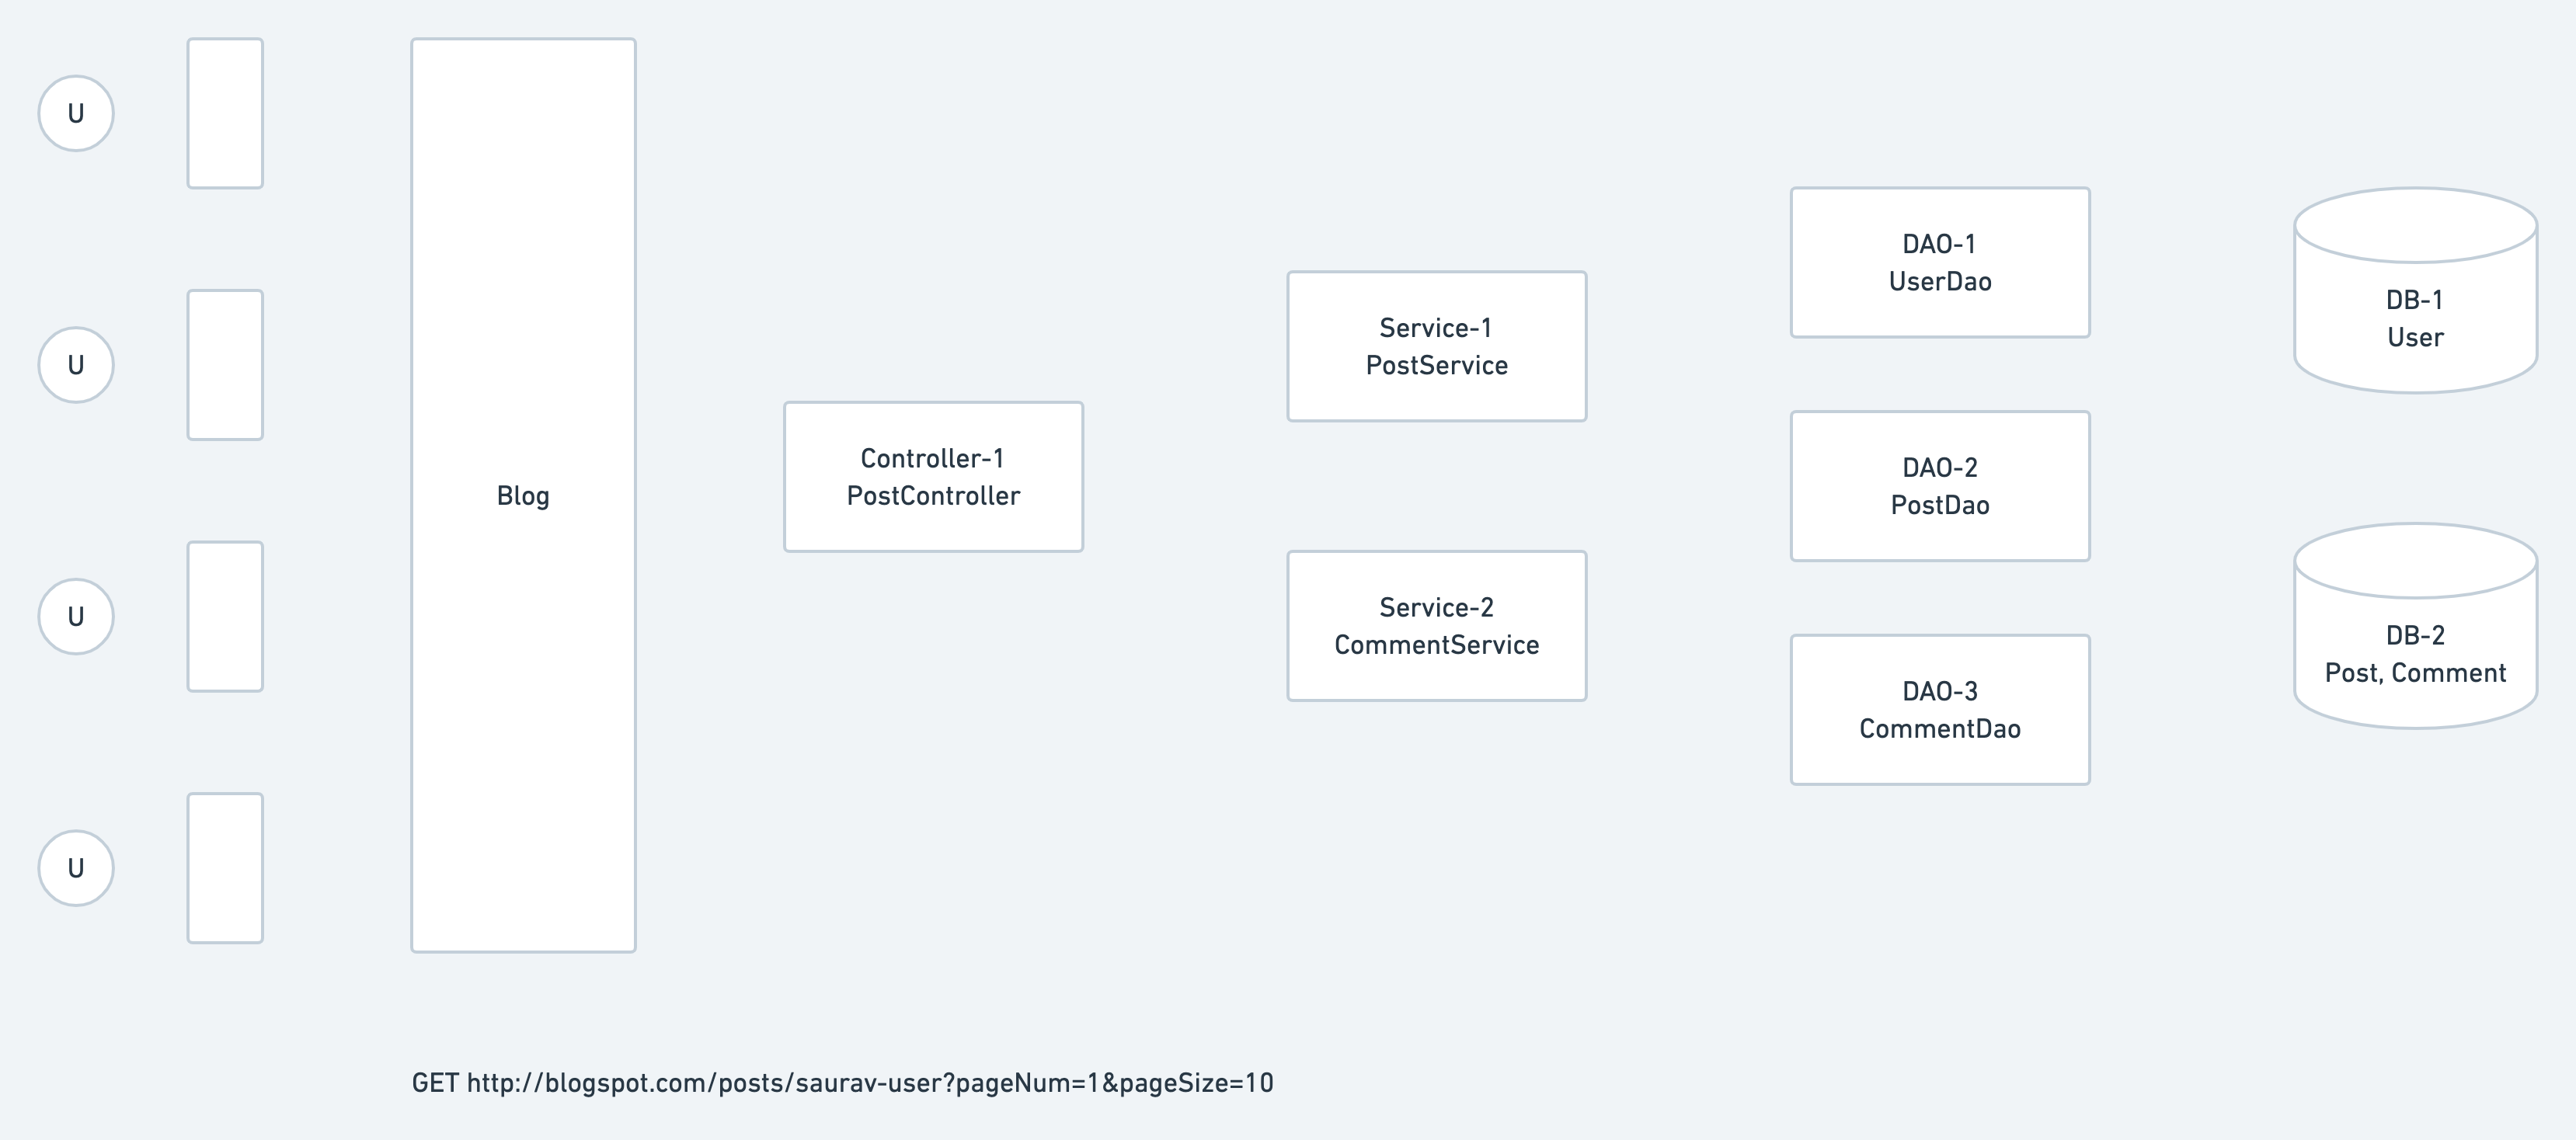 U
U
U
U
Blog
Controller-1
PostController
Service-1
PostService
Service-2
CommentService
DAO-1
UserDao
DAO-2
PostDao
DAO-3
CommentDao
DB-1
User
DB-2
Post, Comment
GET http://blogspot.com/posts/saurav-user?pageNum=1&pageSize=10